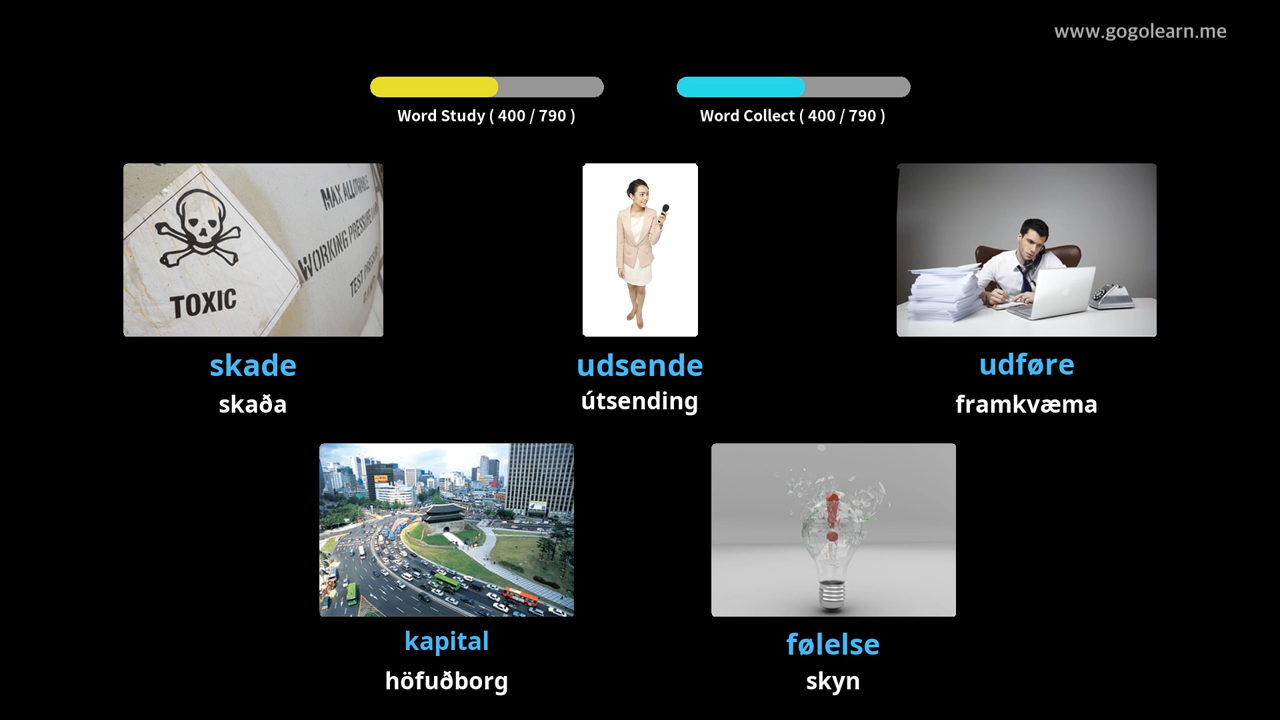 www.gogolearn.me
Word Study ( 400 / 790 )
Word Collect ( 400 / 790 )
TOXIC
MAX ALLOWABLE
WORKING PRESSURE
skade
skaða
udsende
útsending
udføre
framkvæma
kapital
höfuðborg
følelse
skyn